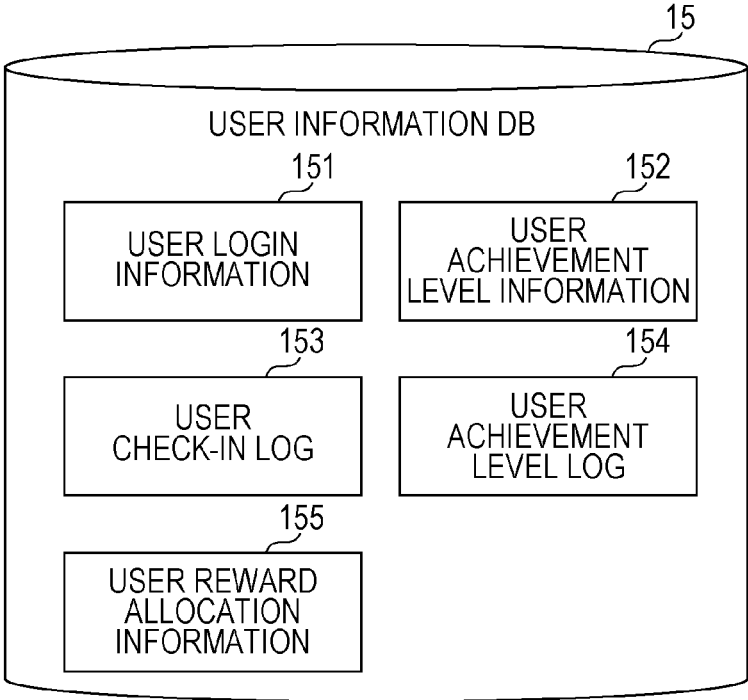 15
USER INFORMATION DB
151
USER LOGIN
INFORMATION
152
USER
ACHIEVEMENT
LEVEL INFORMATION
153
USER
CHECK-IN LOG
154
USER
ACHIEVEMENT
LEVEL LOG
155
USER REWARD
ALLOCATION
INFORMATION